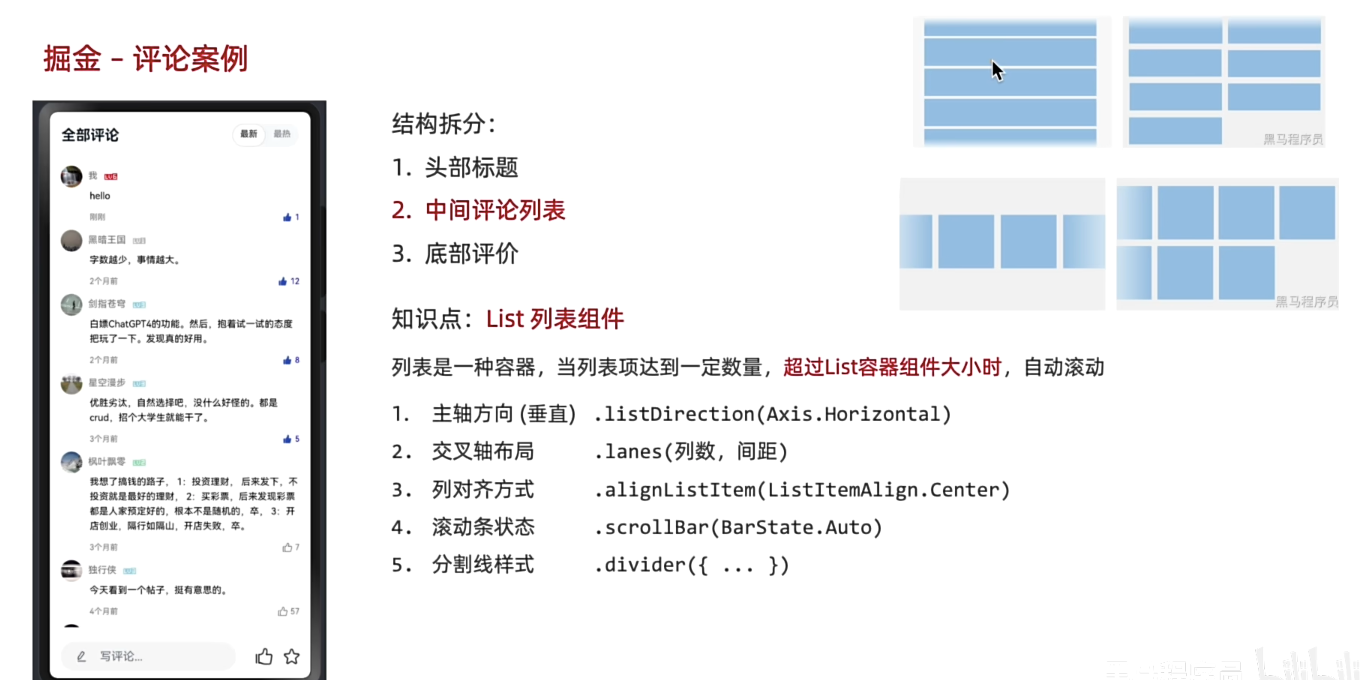 掘金 - 评论案例
全部评论
最新 最热
我
hello
刚刚
1
黑暗王国
字数越少，事情越大。
2个月前
12
剑指苍穹
白嫖ChatGPT4的功能。然后，抱着试一试的态度
把玩了一下。发现真的好用。
2个月前
8
星空漫步
优胜劣汰，自然选择吧，没什么好怪的。都是
crud，招个大学生就能干了。
3个月前
5
枫叶飘零
我想了搞钱的路子， 1：投资理财， 后来发下，不
投资就是最好的理财， 2：买彩票，后来发现彩票
都是人家预定好的，根本不是随机的，卒， 3：开
店创业，隔行如隔山，开店失败，卒。
3个月前
7
独行侠
今天看到一个帖子，挺有意思的。
4个月前
57
写评论...
结构拆分：
1. 头部标题
2. 中间评论列表
3. 底部评价
知识点：List 列表组件
列表是一种容器，当列表项达到一定数量，超过List容器组件大小时，自动滚动
1. 主轴方向 (垂直) .listDirection(Axis.Horizontal)
2. 交叉轴布局 .lanes(列数, 间距)
3. 列对齐方式 .alignListItem(ListItemAlign.Center)
4. 滚动条状态 .scrollBar(BarState.Auto)
5. 分割线样式 .divider({ ... })
黑马程序员
黑马程序员